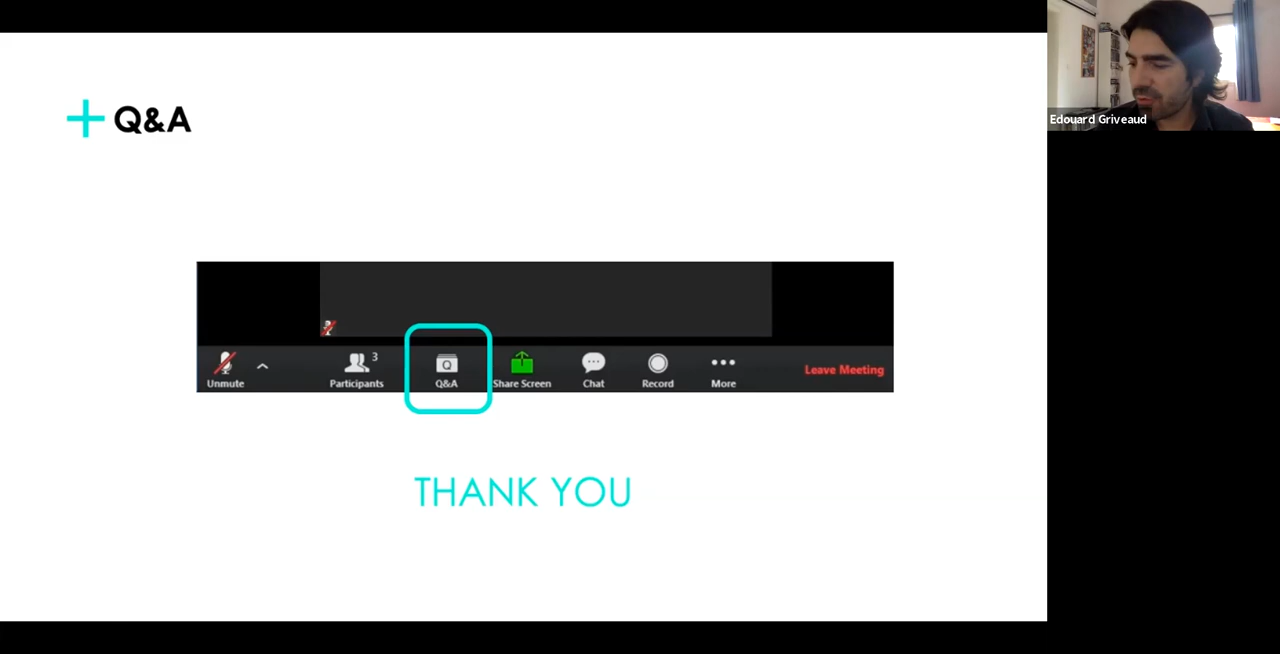 Edouard Griveaud
Q&A
3
Unmute
Participants
Q
Q&A
Share Screen
Chat
Record
More
Leave Meeting
THANK YOU